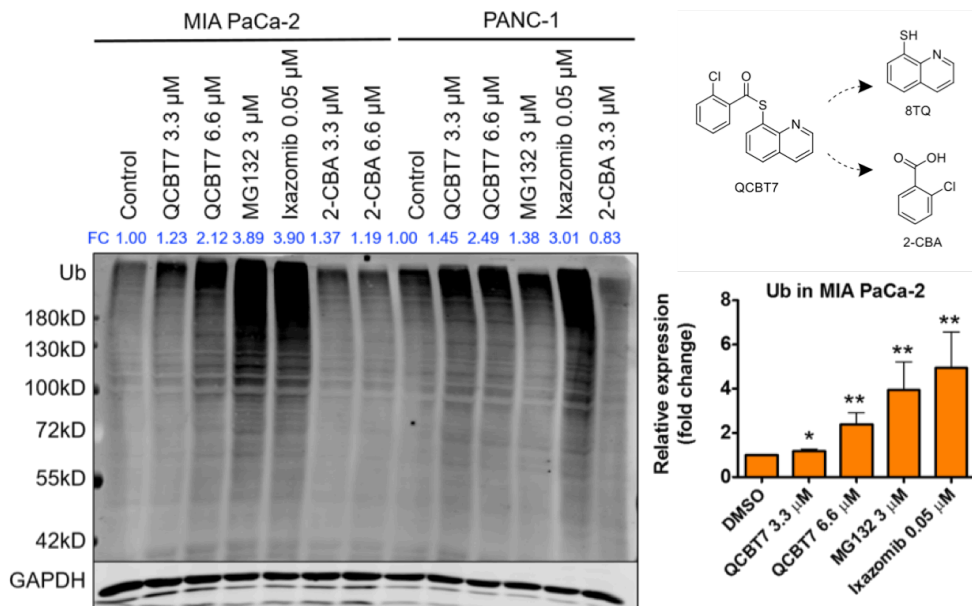 MIA PaCa-2 PANC-1
Control
QCBT7 3.3 µM
QCBT7 6.6 µM
MG132 3 µM
Ixazomib 0.05 µM
2-CBA 3.3 µM
2-CBA 6.6 µM
Control
QCBT7 3.3 µM
QCBT7 6.6 µM
MG132 3 µM
Ixazomib 0.05 µM
2-CBA 3.3 µM
FC 1.00 1.23 2.12 3.89 3.90 1.37 1.19 1.00 1.45 2.49 1.38 3.01 0.83
Ub
180kD
130kD
100kD
72kD
55kD
42kD
GAPDH
Cl
O
S
N
QCBT7
SH
N
8TQ
O
OH
Cl
2-CBA
Ub in MIA PaCa-2
Relative expression
(fold change)
8
6
4
2
0
*
**
**
**
DMSO
QCBT7 3.3 µM
QCBT7 6.6 µM
MG132 3 µM
Ixazomib 0.05 µM